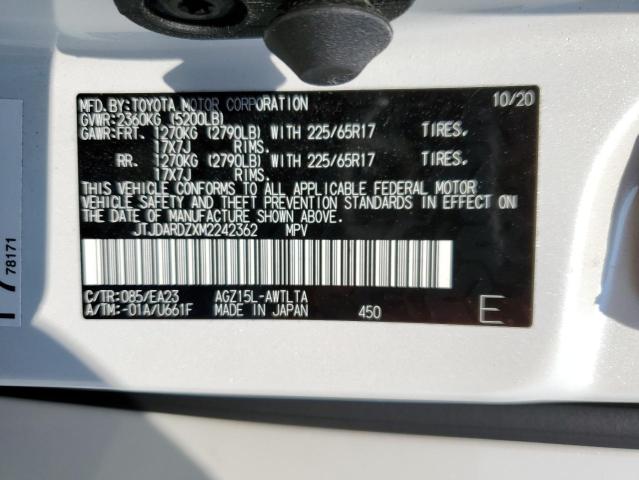 MFD.BY:TOYOTA MOTOR CORPORATION 10/20
GVWR:2360KG (5200LB)
GAWR:FRT. 1270KG (2790LB) WITH 225/65R17 TIRES.
17X7J RIMS.
RR. 1270KG (2790LB) WITH 225/65R17 TIRES.
17X7J RIMS.
THIS VEHICLE CONFORMS TO ALL APPLICABLE FEDERAL MOTOR
VEHICLE SAFETY AND THEFT PREVENTION STANDARDS IN EFFECT ON
THE DATE OF MANUFACTURE SHOWN ABOVE.
JTJDARDZXM2242362 MPV
C/TR:085/EA23 AGZ15L-AWTLTA
A/TM:-01A/U661F MADE IN JAPAN 450 E
78171